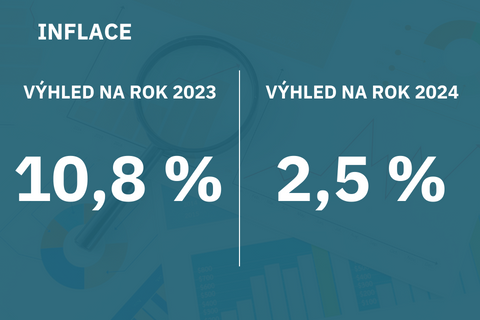 INFLACE
VÝHLED NA ROK 2023
10,8 %
VÝHLED NA ROK 2024
2,5 %